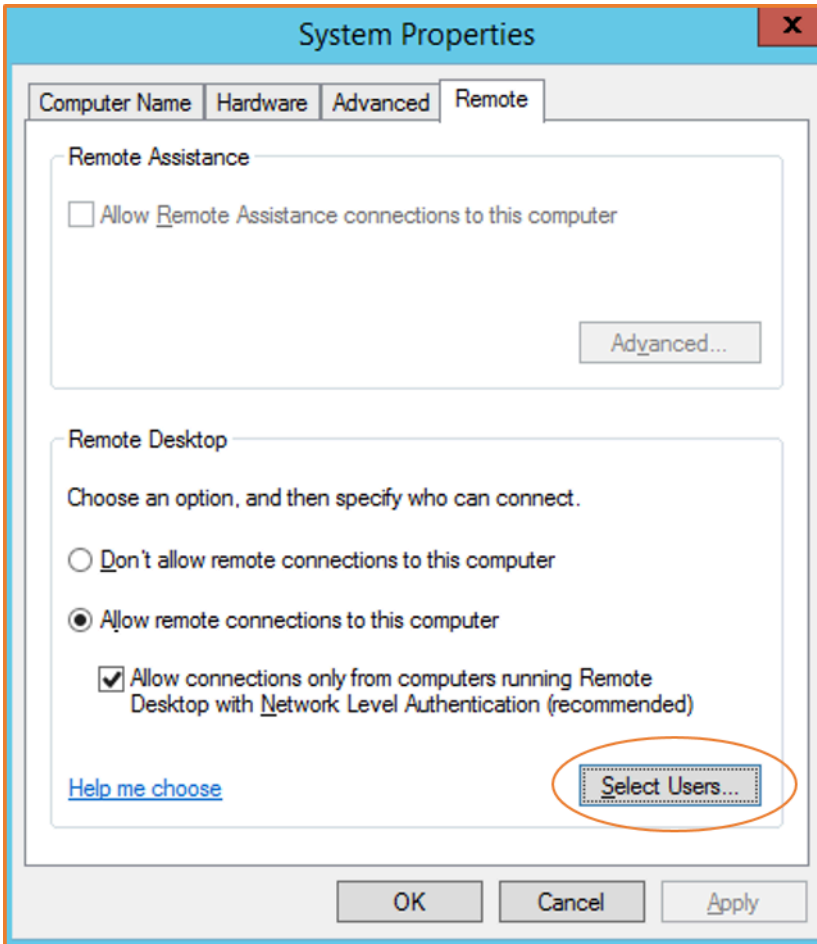 System Properties
x
Computer Name Hardware Advanced Remote
Remote Assistance
Allow Remote Assistance connections to this computer
Advanced...
Remote Desktop
Choose an option, and then specify who can connect.
Don't allow remote connections to this computer
Allow remote connections to this computer
Allow connections only from computers running Remote
Desktop with Network Level Authentication (recommended)
Help me choose
Select Users...
OK Cancel Apply